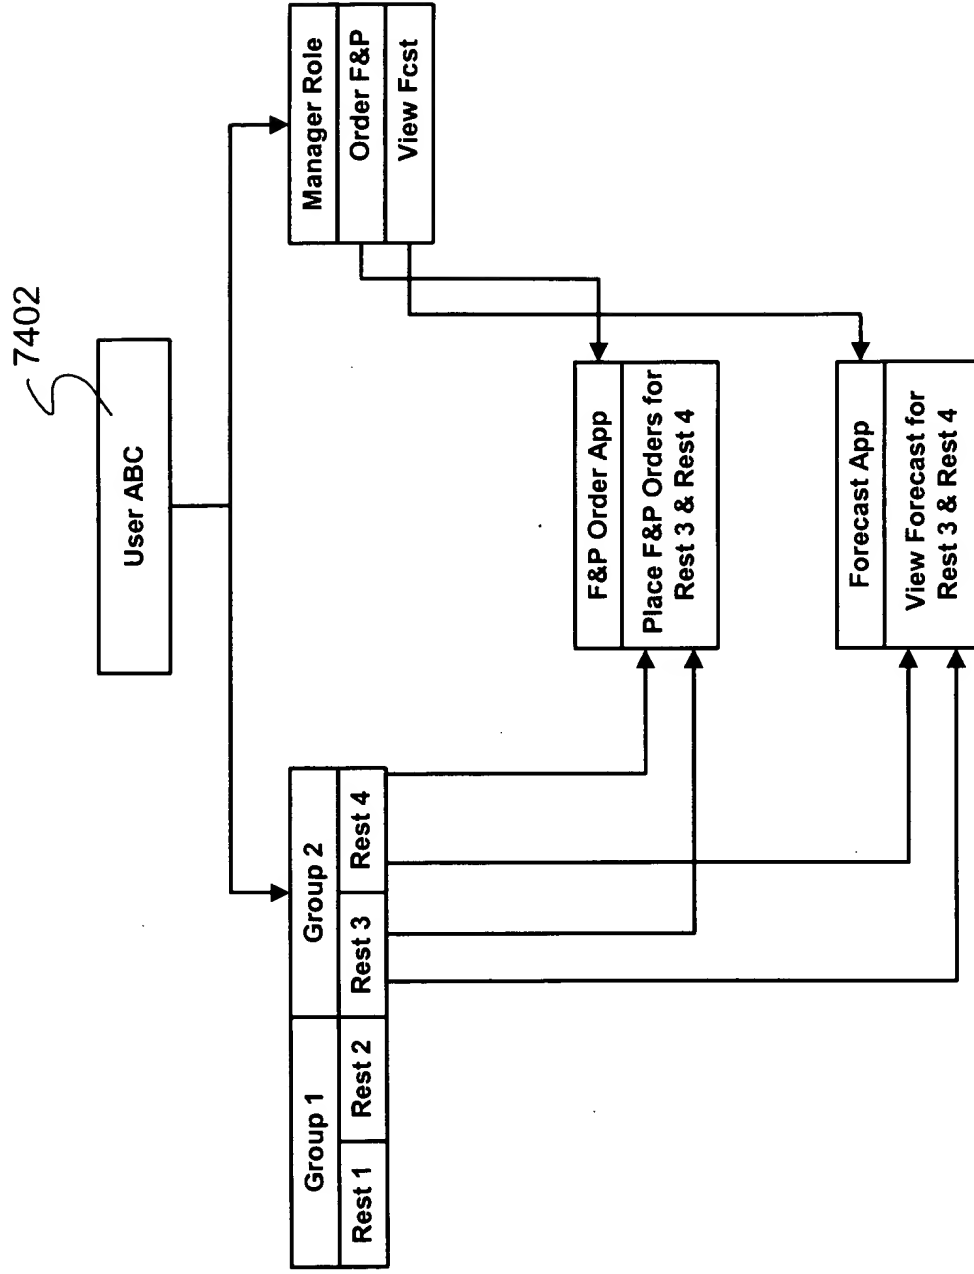 7402
User ABC
Group 1
Group 2
Rest 1
Rest 2
Rest 3
Rest 4
Manager Role
Order F&P
View Fcst
F&P Order App
Place F&P Orders for
Rest 3 & Rest 4
Forecast App
View Forecast for
Rest 3 & Rest 4